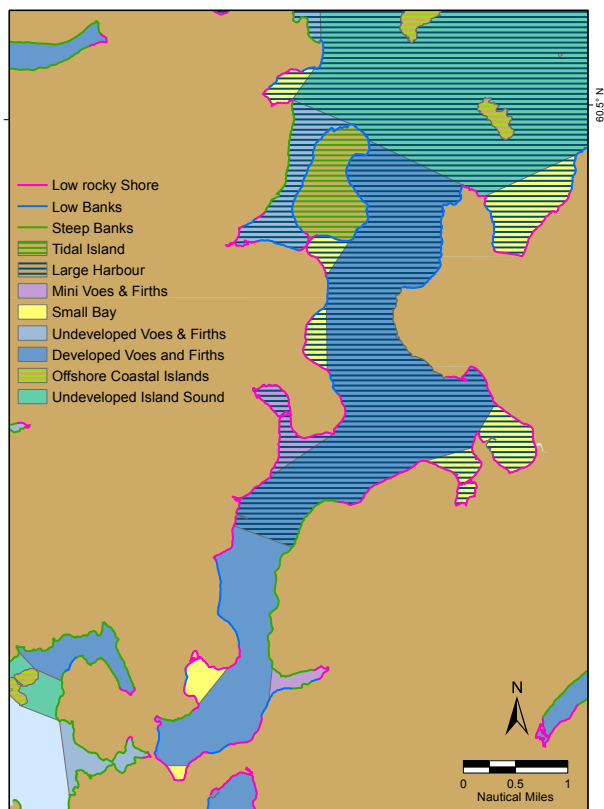 60.5° N
Low rocky Shore
Low Banks
Steep Banks
Tidal Island
Large Harbour
Mini Voes & Firths
Small Bay
Undeveloped Voes & Firths
Developed Voes and Firths
Offshore Coastal Islands
Undeveloped Island Sound
N
0 0.5 1
Nautical Miles